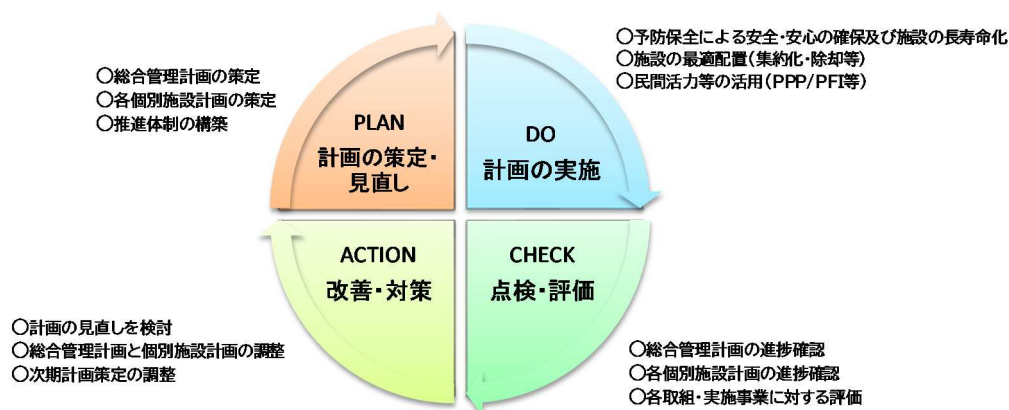 ○総合管理計画の策定
○各個別施設計画の策定
○推進体制の構築
PLAN
計画の策定・
見直し
○予防保全による安全・安心の確保及び施設の長寿命化
○施設の最適配置(集約化・除却等)
○民間活力等の活用(PPP/PFI等)
DO
計画の実施
ACTION
改善・対策
○計画の見直しを検討
○総合管理計画と個別施設計画の調整
○次期計画策定の調整
CHECK
点検・評価
○総合管理計画の進捗確認
○各個別施設計画の進捗確認
○各取組・実施事業に対する評価